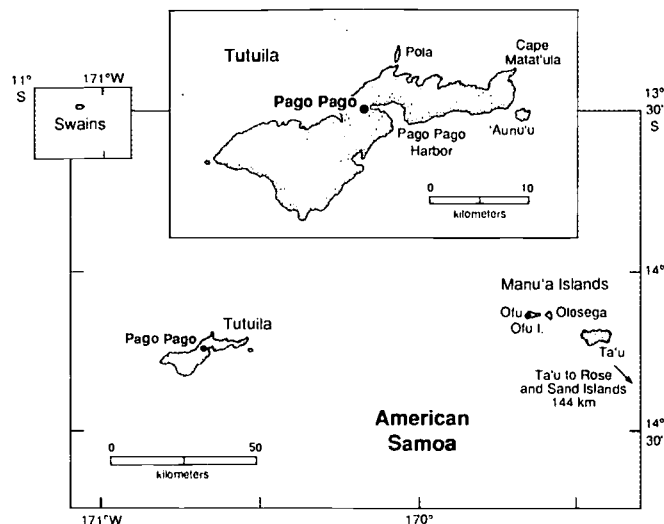 Tutuila
Pola
Cape
Matat'ula
Pago Pago
Pago Pago
Harbor
'Aunu'u
0 10
kilometers
11°
S
171°W
Swains
13°
30'
S
14°
Manu'a Islands
Ofu
Olosega
Ofu I.
Ta'u
Ta'u to Rose
and Sand Islands
144 km
Tutuila
Pago Pago
American
Samoa
0 50
kilometers
14°
30'
171°W
170°